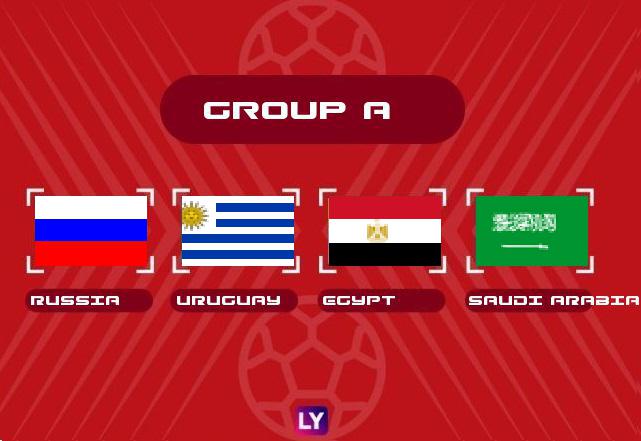 GROUP A
RUSSIA
URUGUAY
EGYPT
SAUDI ARABIA
LY